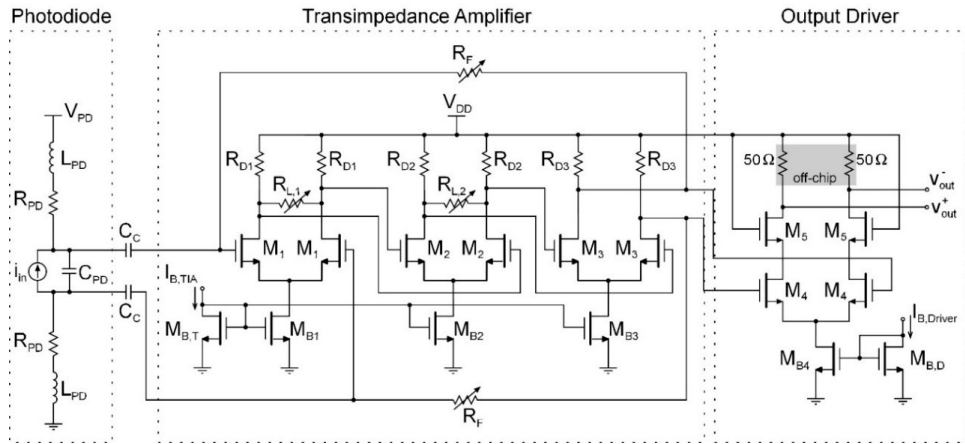 Photodiode
Transimpedance Amplifier
Output Driver
R_F
V_PD
V_DD
L_PD
R_D1
R_D1
R_D2
R_D2
R_D3
R_D3
50 Ω
50 Ω
off-chip
R_L,1
R_L,2
v_out^-
v_out^+
R_PD
C_C
M_1
M_1
M_2
M_2
M_3
M_3
M_5
M_5
i_in
C_PD
I_B,TIA
C_C
M_4
M_4
R_PD
M_B,T
M_B1
M_B2
M_B3
I_B,Driver
M_B4
M_B,D
L_PD
R_F